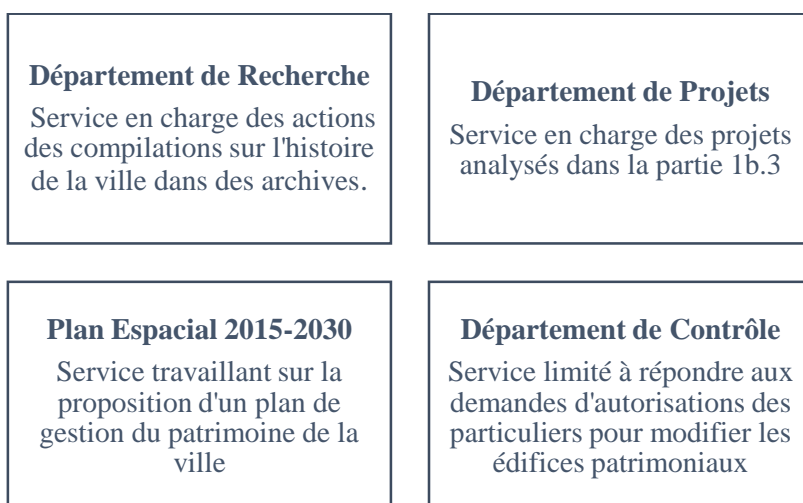 Département de Recherche
Service en charge des actions
des compilations sur l'histoire
de la ville dans des archives.
Département de Projets
Service en charge des projets
analysés dans la partie 1b.3
Plan Espacial 2015-2030
Service travaillant sur la
proposition d'un plan de
gestion du patrimoine de la
ville
Département de Contrôle
Service limité à répondre aux
demandes d'autorisations des
particuliers pour modifier les
édifices patrimoniaux